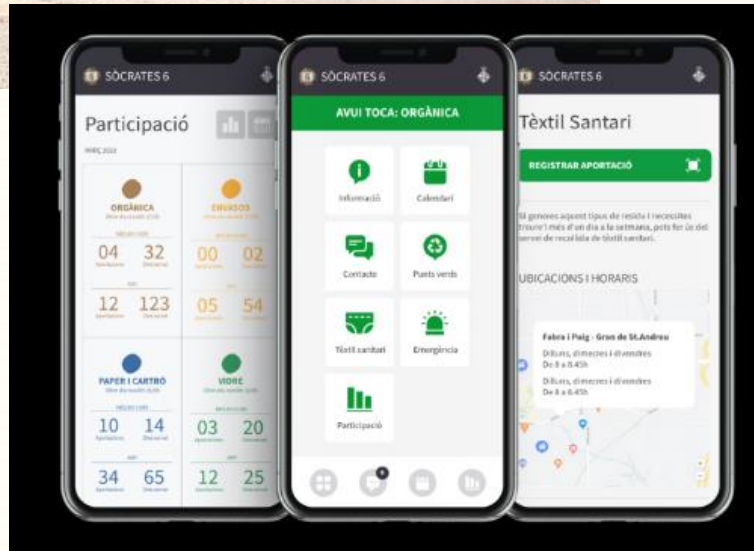 SÒCRATES 6
Participació
MARÇ 2023
ORGÀNICA
04 32
12 123
ENVASOS
00 02
05 54
PAPER I CARTRÓ
10 14
34 65
VIDRE
03 20
12 25
SÒCRATES 6
AVUI TOCA: ORGÀNICA
Informació
Calendari
Contacte
Punts verds
Tèxtil sanitari
Emergència
Participació
SÒCRATES 6
Tèxtil Santari
REGISTRAR APORTACIÓ
Si generes aquest tipus de residu i necessites
treure'l més d'un dia a la setmana, pots fer ús del
servei de recollida de tèxtil sanitari.
UBICACIONS I HORARIS
Fabra i Puig - Gran de St.Andreu
Dilluns, dimecres i divendres
De 8 a 8.45h
Dilluns, dimecres i divendres
De 8 a 8.45h